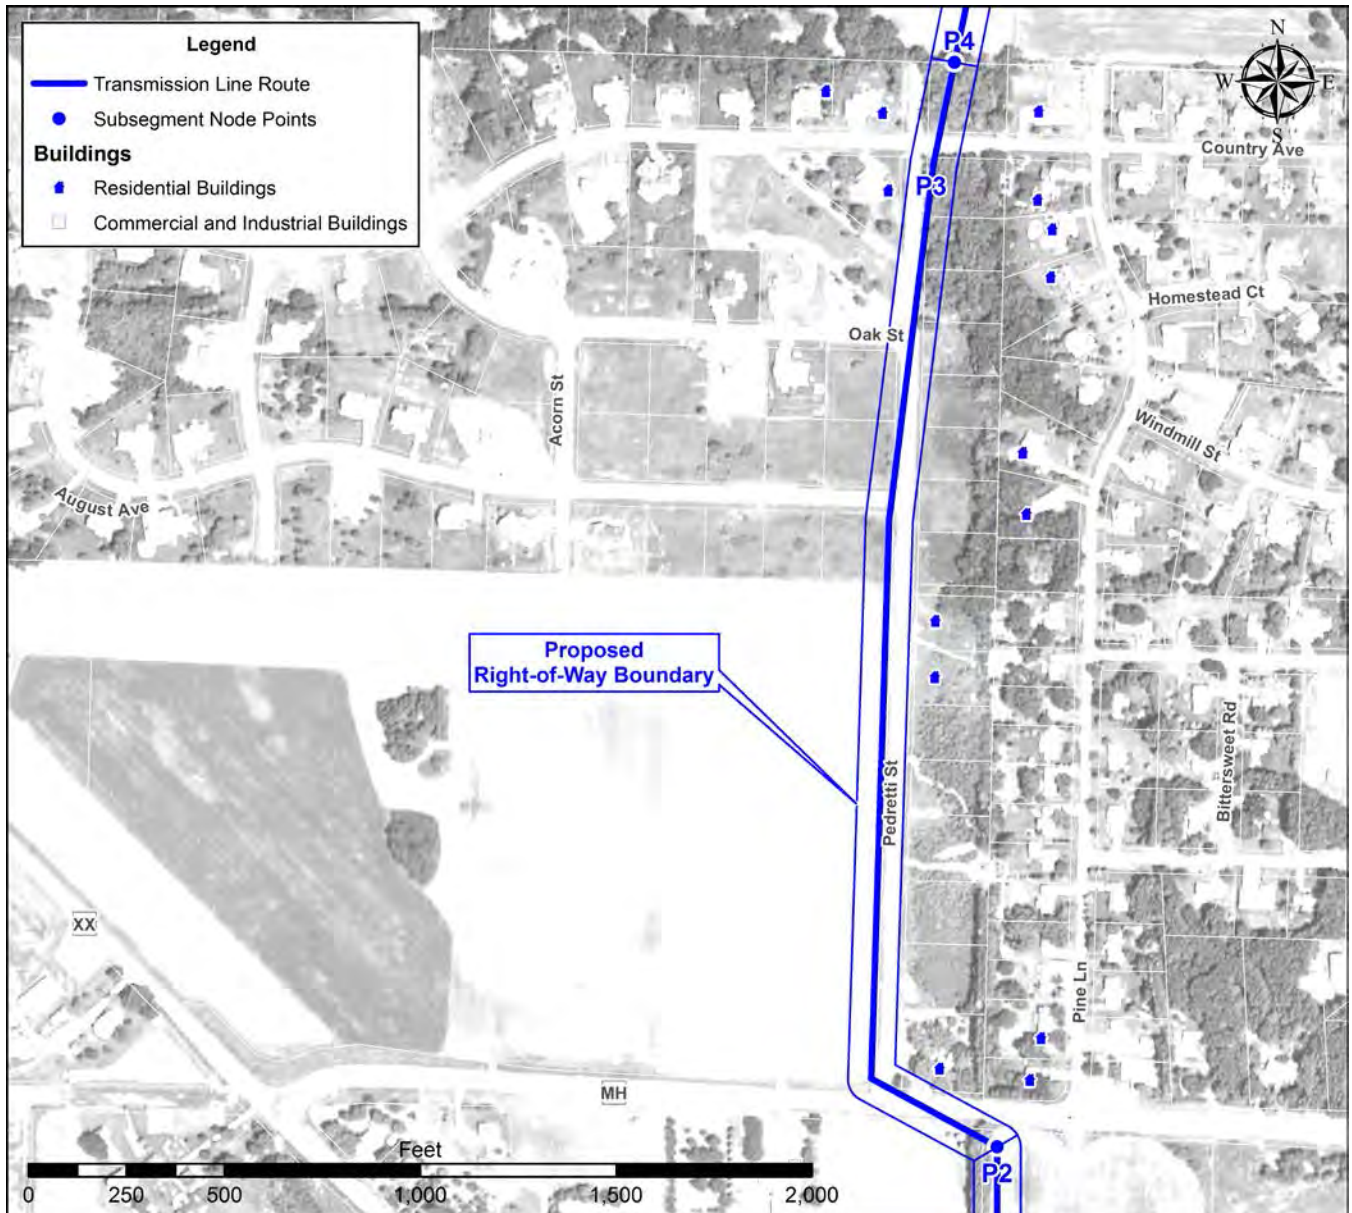 Legend
Transmission Line Route
Subsegment Node Points
Buildings
Residential Buildings
Commercial and Industrial Buildings
P4
N
W E
S
Country Ave
P3
Homestead Ct
Oak St
Acorn St
Windmill St
August Ave
Proposed
Right-of-Way Boundary
Pedretti St
Bittersweet Rd
XX
Pine Ln
MH
P2
Feet
0 250 500 1,000 1,500 2,000